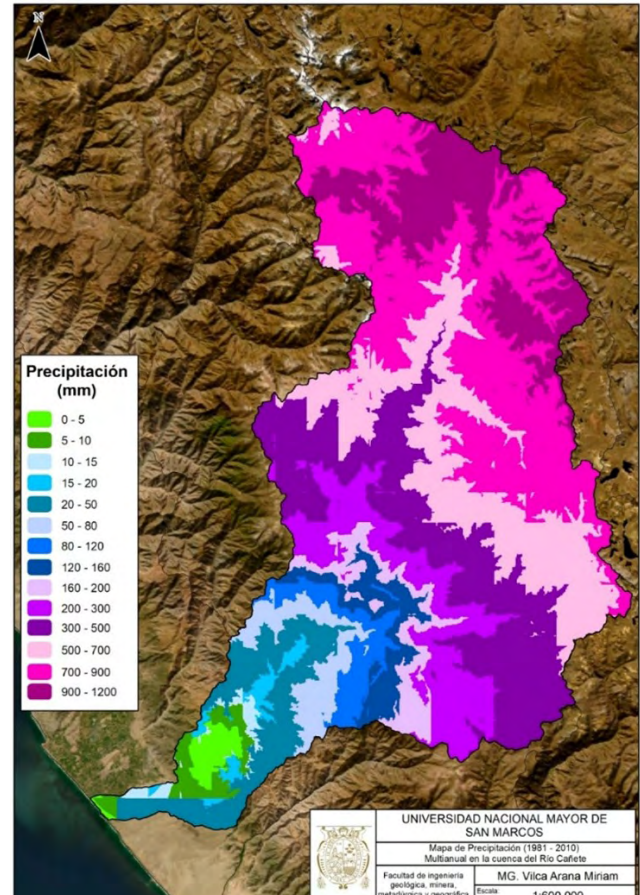 N
Precipitación
(mm)
0 - 5
5 - 10
10 - 15
15 - 20
20 - 50
50 - 80
80 - 120
120 - 160
160 - 200
200 - 300
300 - 500
500 - 700
700 - 900
900 - 1200
UNIVERSIDAD NACIONAL MAYOR DE
SAN MARCOS
Mapa de Precipitación (1981 - 2010)
Multianual en la cuenca del Río Cañete
Facultad de ingeniería
geológica, minera,
metalúrgica y geográfica
MG. Vilca Arana Miriam
Escala:
1:600,000